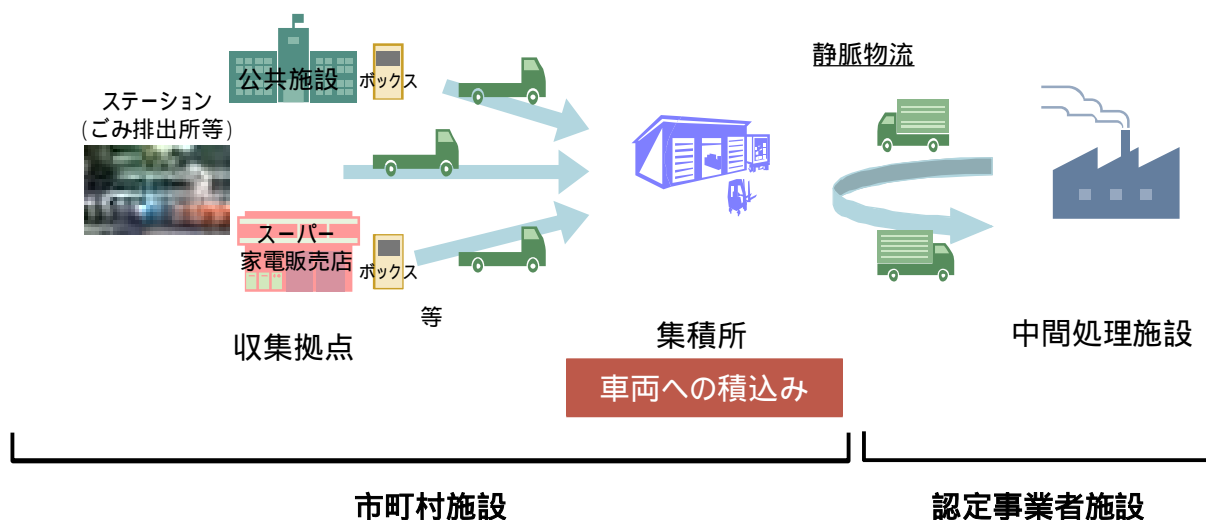 静脈物流
公共施設
ボックス
ステーション
(ごみ排出所等)
スーパー
家電販売店
ボックス
等
収集拠点
集積所
中間処理施設
車両への積込み
市町村施設
認定事業者施設